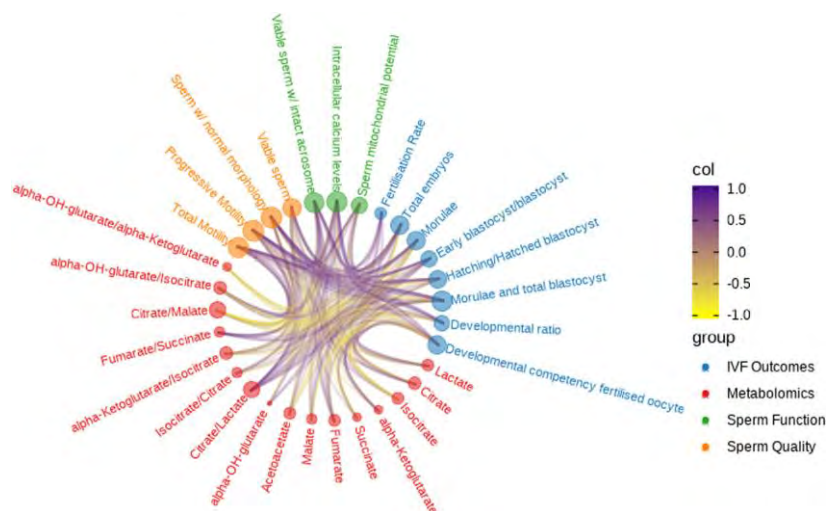 Viable sperm w/ intact acrosome
Intracellular calcium levels
Sperm mitochondrial potential
Sperm w/ normal morphology
Viable sperm
Fertilisation Rate
Total embryos
Progressive Motility
Morulae
Early blastocyst/blastocyst
Total Motility
Hatching/Hatched blastocyst
alpha-OH-glutarate/alpha-Ketoglutarate
Morulae and total blastocyst
alpha-OH-glutarate/Isocitrate
Developmental ratio
Citrate/Malate
Developmental competency fertilised oocyte
Fumarate/Succinate
Lactate
alpha-Ketoglutarate/Isocitrate
Citrate
Isocitrate/Citrate
Isocitrate
Citrate/Lactate
alpha-Ketoglutarate
alpha-OH-glutarate
Succinate
Acetoacetate
Malate
Fumarate
col
1.0
0.5
0.0
-0.5
-1.0
group
IVF Outcomes
Metabolomics
Sperm Function
Sperm Quality